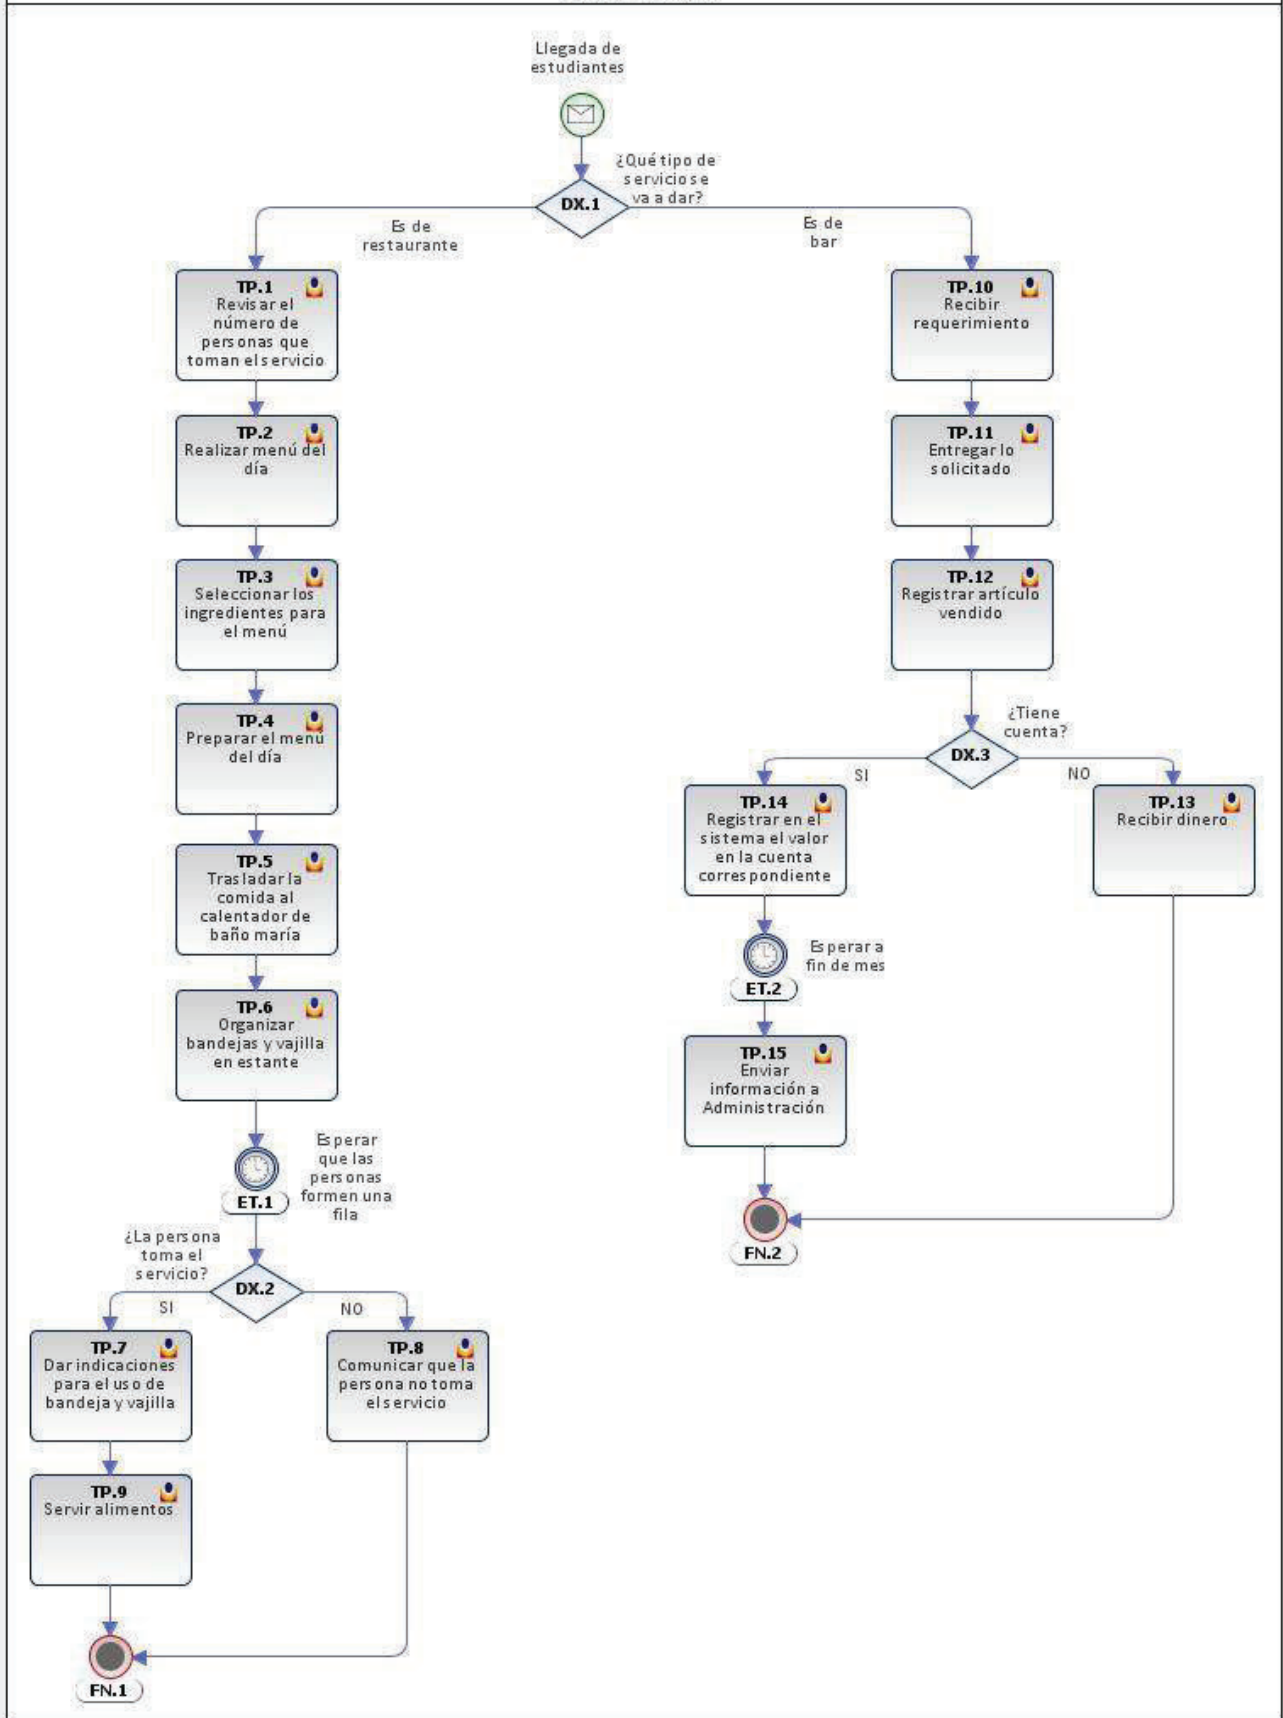 Llegada de
estudiantes
¿Qué tipo de
servicio se
va a dar?
DX.1
Es de
restaurante
Es de
bar
TP.1
Revisar el
número de
personas que
toman el servicio
TP.10
Recibir
requerimiento
TP.2
Realizar menú del
día
TP.11
Entregar lo
solicitado
TP.3
Seleccionar los
ingredientes para
el menú
TP.12
Registrar artículo
vendido
TP.4
Preparar el menú
del día
¿Tiene
cuenta?
DX.3
SI
NO
TP.14
Registrar en el
sistema el valor
en la cuenta
correspondiente
TP.13
Recibir dinero
TP.5
Trasladar la
comida al
calentador de
baño maría
Esperar a
fin de mes
ET.2
TP.6
Organizar
bandejas y vajilla
en estante
TP.15
Enviar
información a
Administración
Esperar
que las
personas
formen una
fila
ET.1
FN.2
¿La persona
toma el
servicio?
DX.2
SI
NO
TP.7
Dar indicaciones
para el uso de
bandeja y vajilla
TP.8
Comunicar que la
persona no toma
el servicio
TP.9
Servir alimentos
FN.1